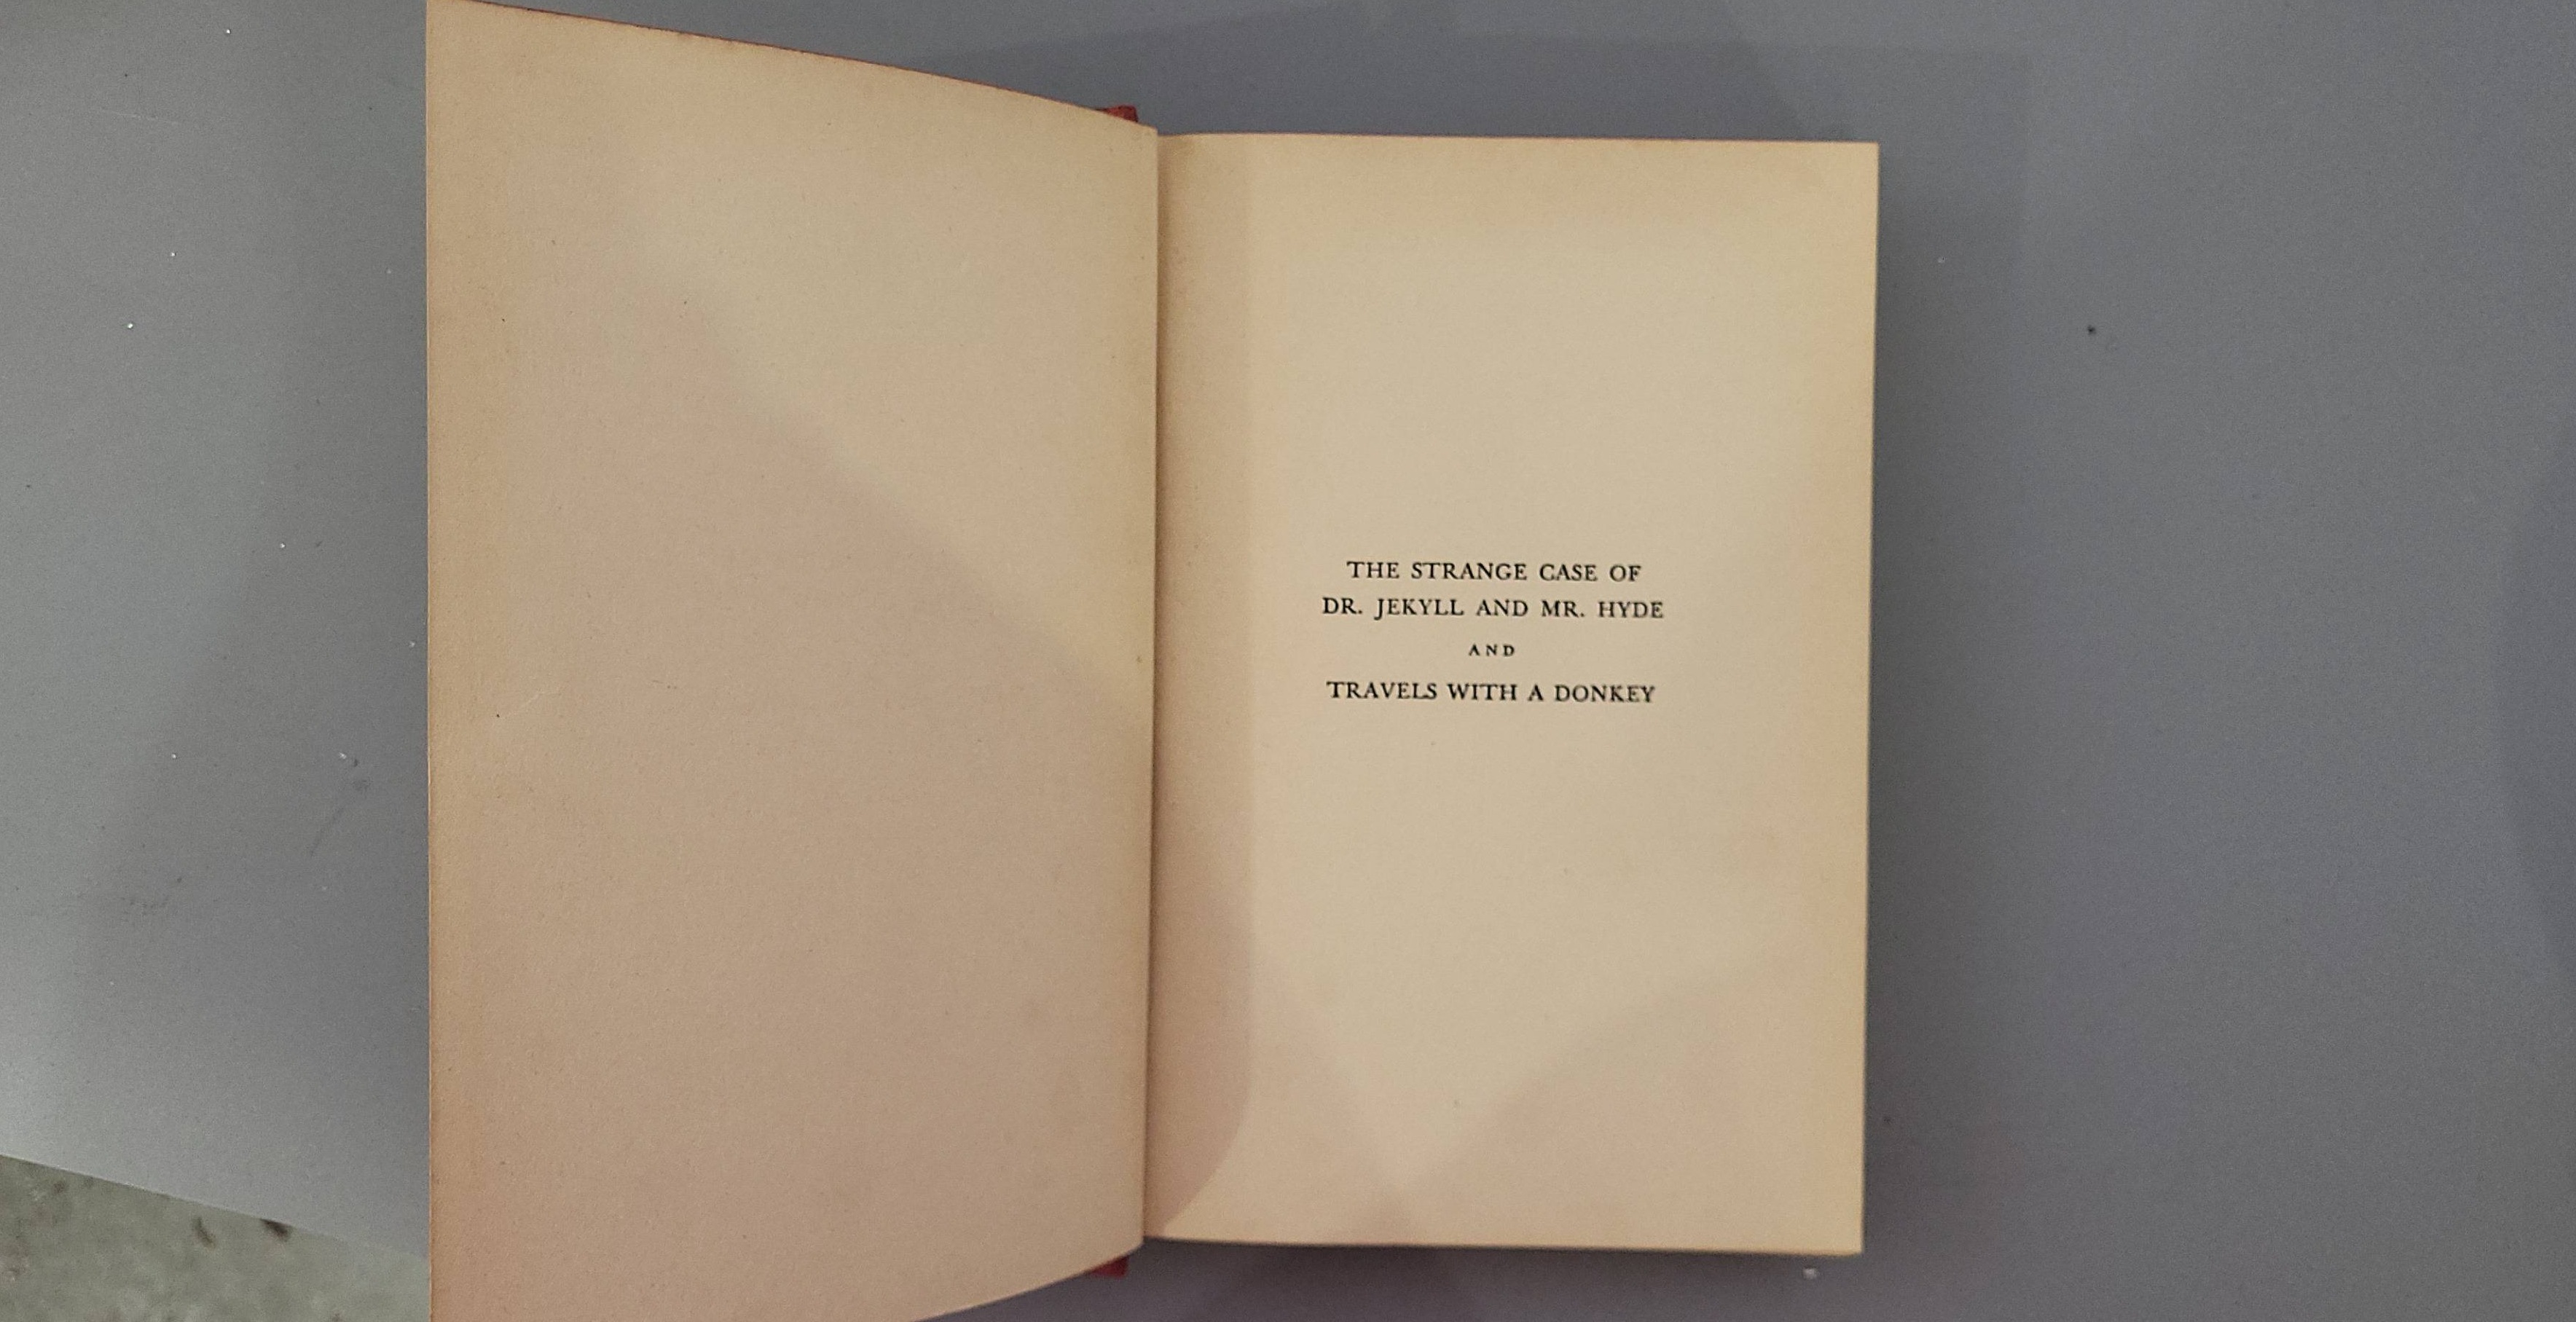 THE STRANGE CASE OF
DR. JEKYLL AND MR. HYDE
AND
TRAVELS WITH A DONKEY